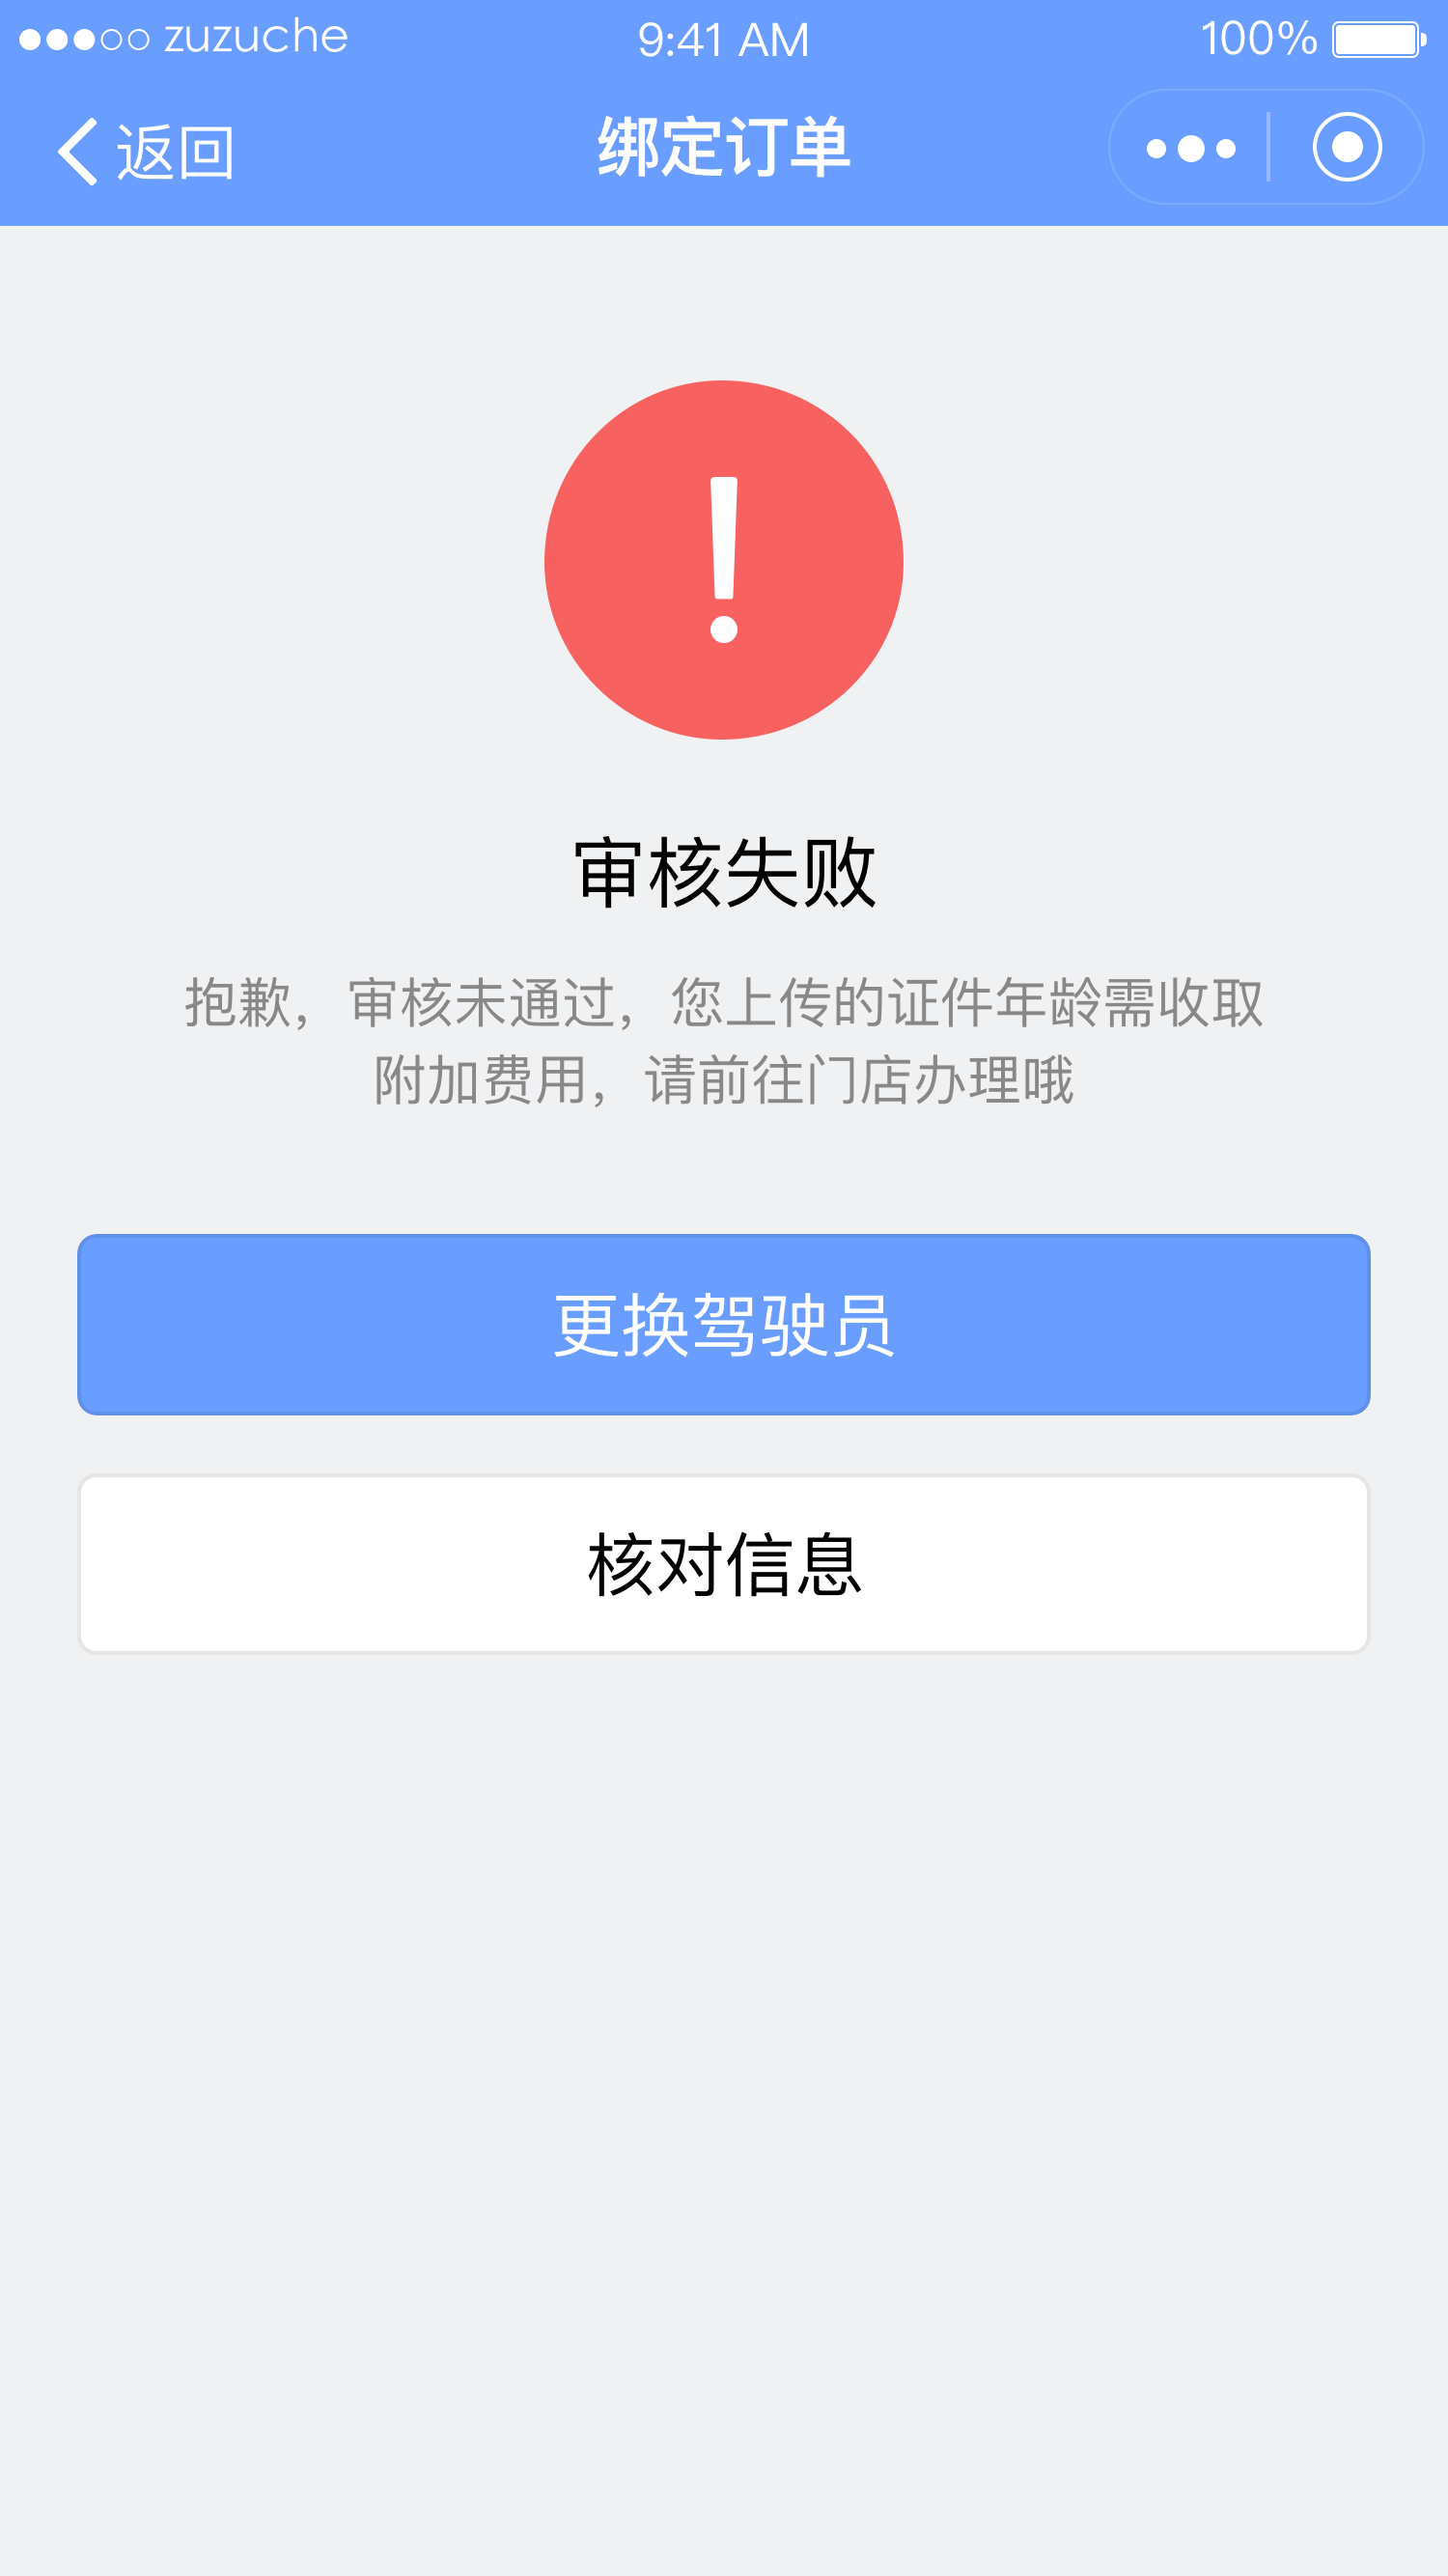 zuzuche
9:41 AM
100%
返回
绑定订单
审核失败
抱歉，审核未通过，您上传的证件年龄需收取
附加费用，请前往门店办理哦
更换驾驶员
核对信息